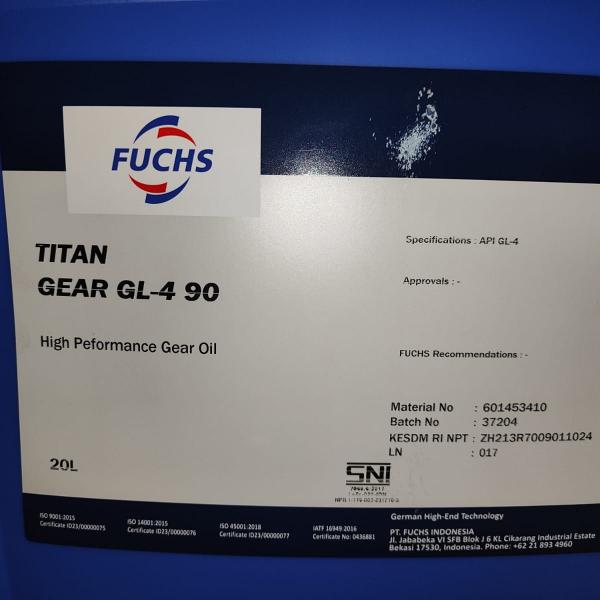 FUCHS
TITAN
GEAR GL-4 90
High Peformance Gear Oil
20L
Specifications : API GL-4
Approvals : -
FUCHS Recommendations : -
Material No : 601453410
Batch No : 37204
KESDM RI NPT : ZH213R7009011024
LN : 017
SNI
ISO 9001:2015
Certificate ID23/00000075
ISO 14001:2015
Certificate ID23/00000076
ISO 45001:2018
Certificate ID23/00000077
IATF 16949:2016
Certificate No: 0436881
German High-End Technology
PT. FUCHS INDONESIA
Jl. Jababeka VI SFB Blok J 6 KL Cikarang Industrial Estate
Bekasi 17530, Indonesia. Phone: +62 21 893 4960